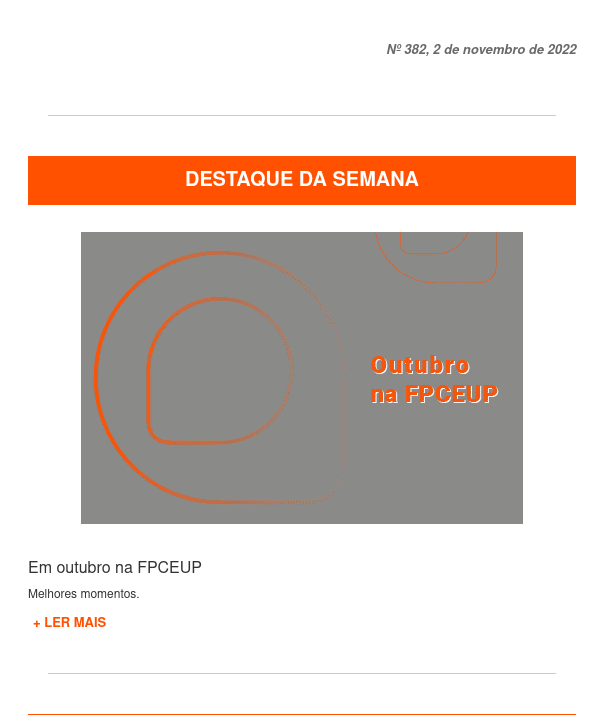 Nº 382, 2 de novembro de 2022
DESTAQUE DA SEMANA
Outubro
na FPCEUP
Em outubro na FPCEUP
Melhores momentos.
+ LER MAIS